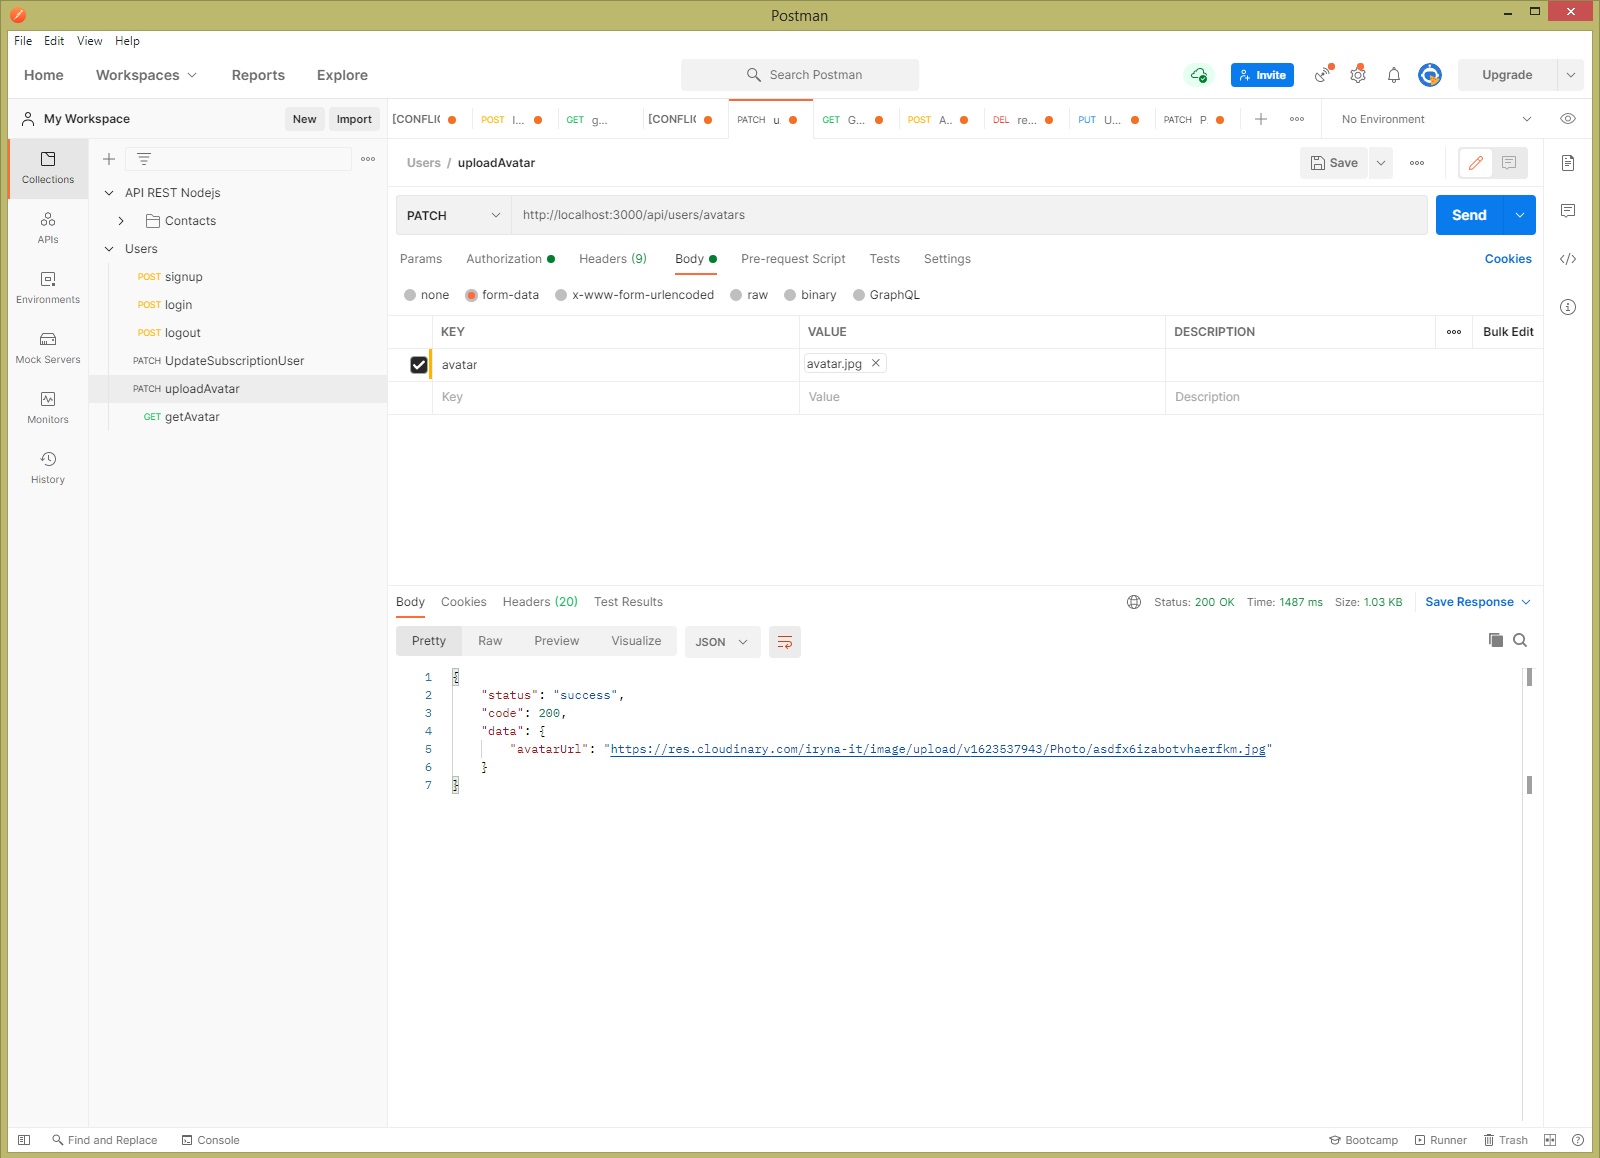 Postman
File Edit View Help
Home Workspaces Reports Explore Search Postman Invite Upgrade
My Workspace New Import
[CONFLIC POST I... GET g... [CONFLIC PATCH u. GET G... POST A.. DEL re... PUT U... PATCH P. No Environment
Collections
APIs
Environments
Mock Servers
Monitors
History
API REST Nodejs
Contacts
Users
POST signup
POST login
POST logout
PATCH UpdateSubscriptionUser
PATCH uploadAvatar
GET getAvatar
Users / uploadAvatar Save
PATCH http://localhost:3000/api/users/avatars Send
Params Authorization Headers (9) Body Pre-request Script Tests Settings Cookies
none form-data x-www-form-urlencoded raw binary GraphQL
KEY VALUE DESCRIPTION Bulk Edit
avatar avatar.jpg
Key Value Description
Body Cookies Headers (20) Test Results Status: 200 OK Time: 1487 ms Size: 1.03 KB Save Response
Pretty Raw Preview Visualize JSON
1 {
2 "status": "success",
3 "code": 200,
4 "data": {
5 "avatarUrl": "https://res.cloudinary.com/iryna-it/image/upload/v1623537943/Photo/asdfx6izabotvhaerfkm.jpg"
6 }
7 }
Find and Replace Console Bootcamp Runner Trash